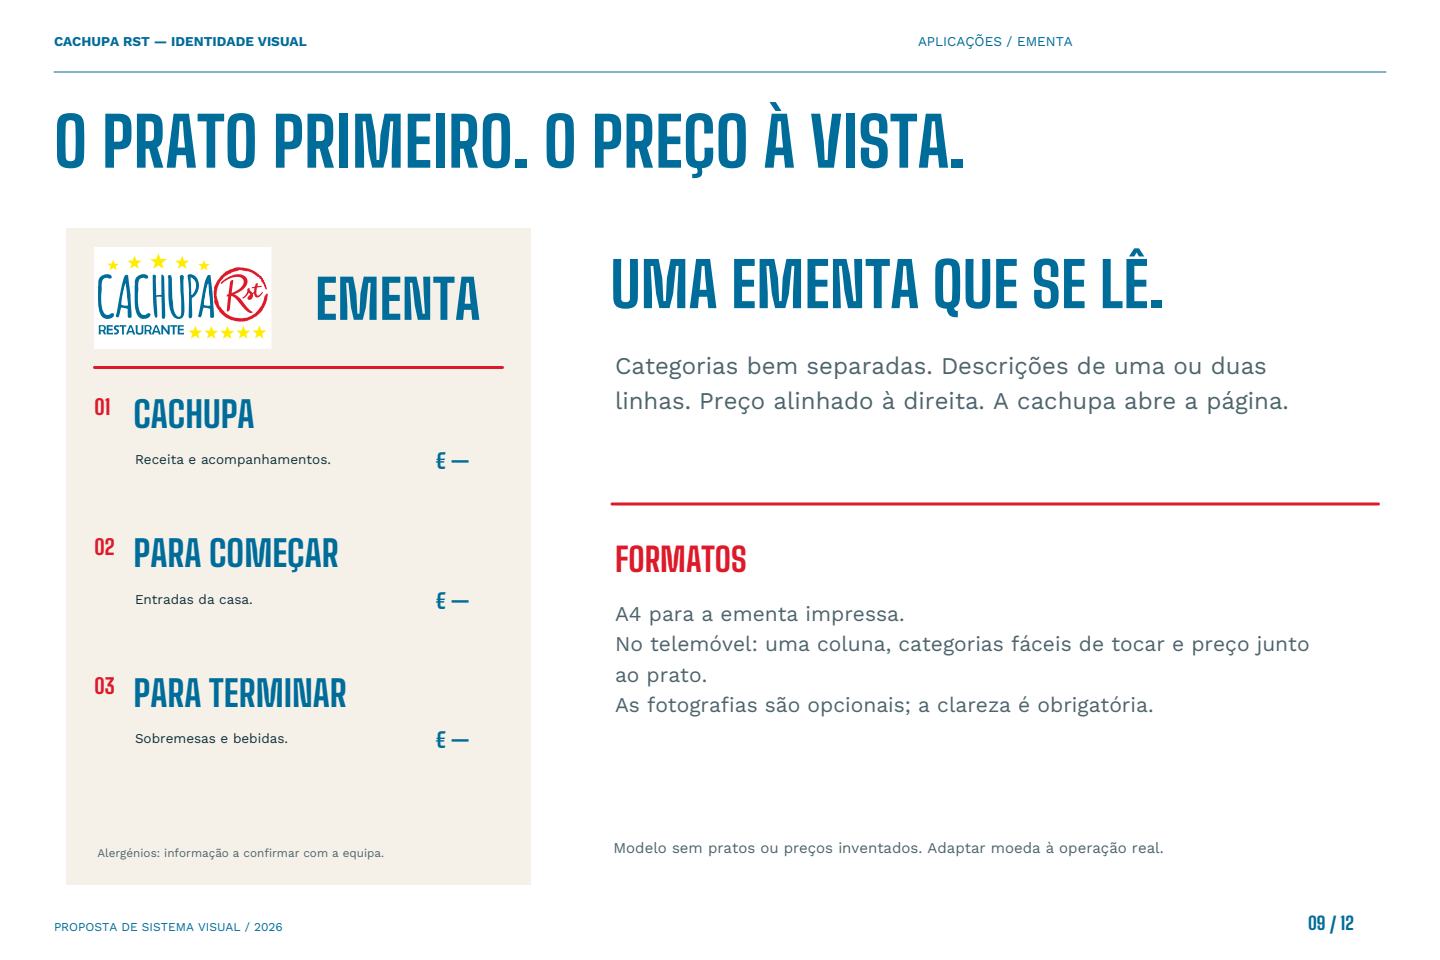 CACHUPA RST — IDENTIDADE VISUAL
APLICAÇÕES / EMENTA
O PRATO PRIMEIRO. O PREÇO À VISTA.
CACHUPA Rst
RESTAURANTE
EMENTA
01 CACHUPA
Receita e acompanhamentos. € —
02 PARA COMEÇAR
Entradas da casa. € —
03 PARA TERMINAR
Sobremesas e bebidas. € —
Alergénios: informação a confirmar com a equipa.
UMA EMENTA QUE SE LÊ.
Categorias bem separadas. Descrições de uma ou duas
linhas. Preço alinhado à direita. A cachupa abre a página.
FORMATOS
A4 para a ementa impressa.
No telemóvel: uma coluna, categorias fáceis de tocar e preço junto
ao prato.
As fotografias são opcionais; a clareza é obrigatória.
Modelo sem pratos ou preços inventados. Adaptar moeda à operação real.
PROPOSTA DE SISTEMA VISUAL / 2026
09 / 12